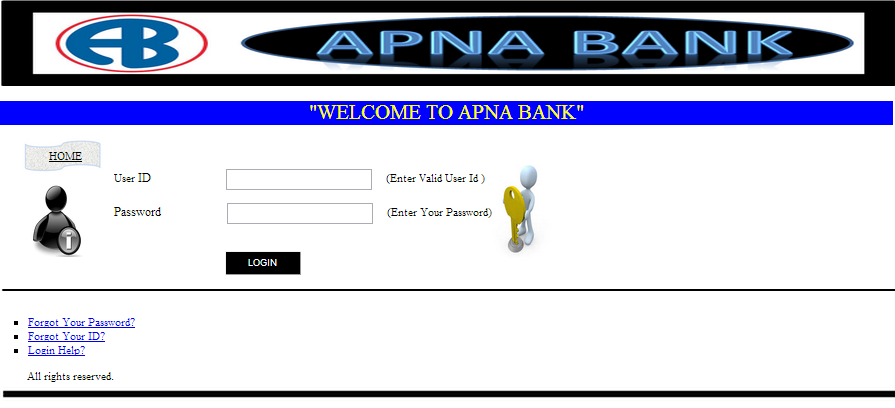 AB APNA BANK
"WELCOME TO APNA BANK"
HOME
User ID (Enter Valid User Id )
Password (Enter Your Password)
LOGIN
Forgot Your Password?
Forgot Your ID?
Login Help?
All rights reserved.